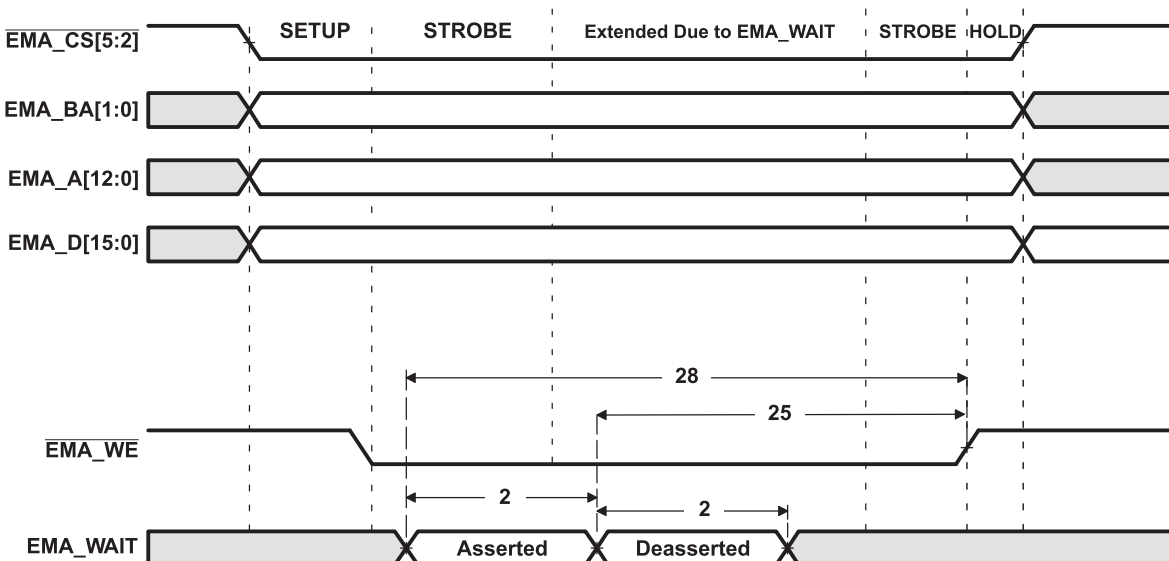 SETUP STROBE Extended Due to EMA_WAIT STROBE HOLD
EMA_CS[5:2]
EMA_BA[1:0]
EMA_A[12:0]
EMA_D[15:0]
28
25
EMA_WE
2
2
EMA_WAIT Asserted Deasserted